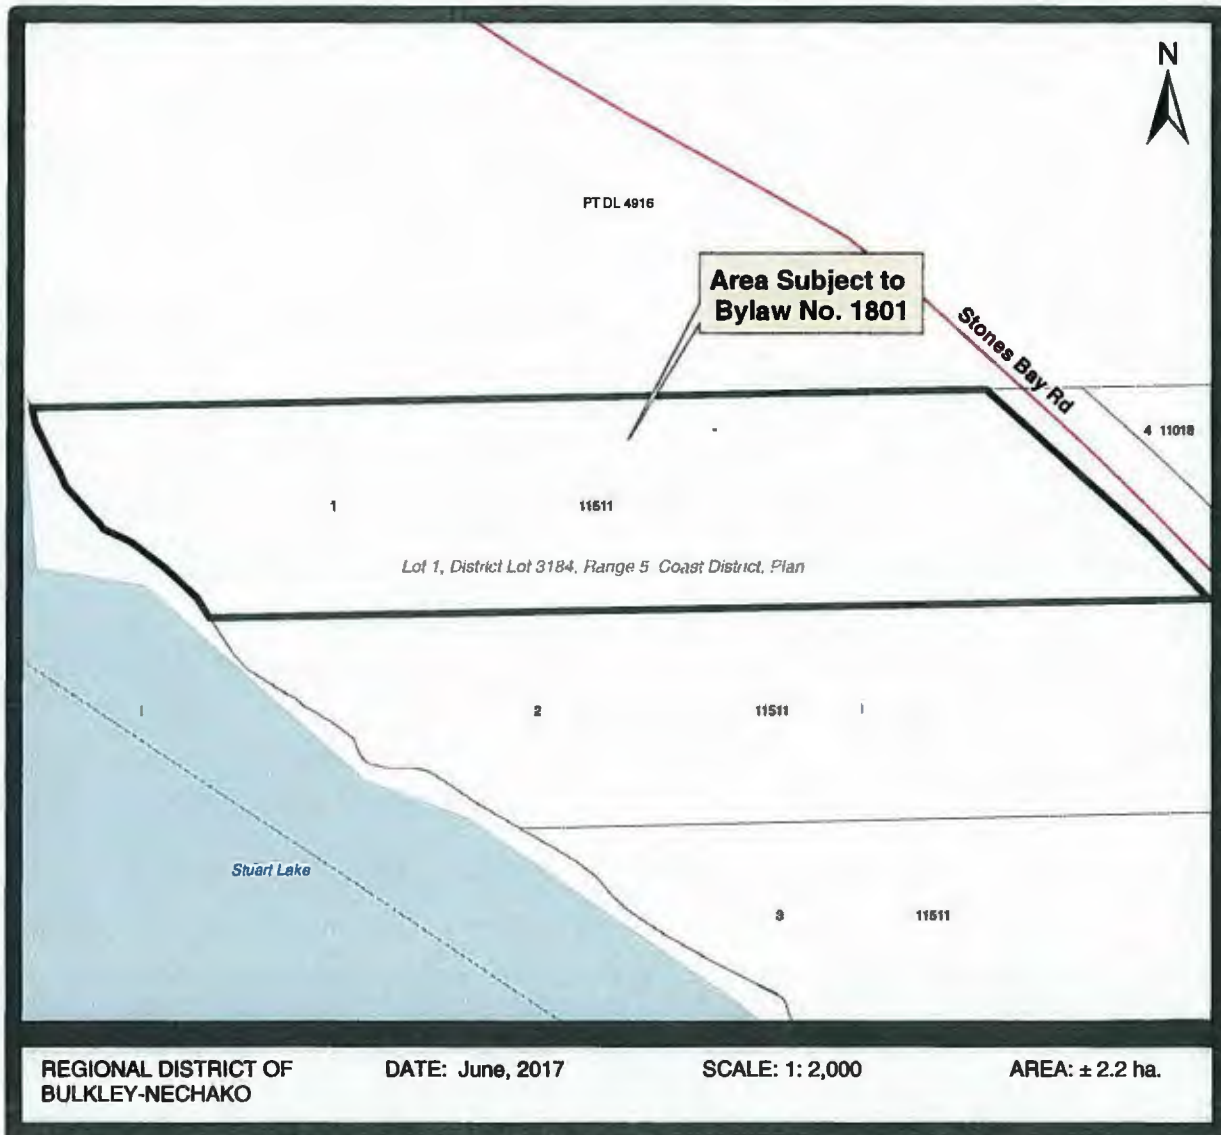 N
PT DL 4916
Area Subject to
Bylaw No. 1801
Stones Bay Rd
4 11018
1 11511
Lot 1, District Lot 3184, Range 5 Coast District, Plan
2 11511
Stuart Lake
3 11511
REGIONAL DISTRICT OF
BULKLEY-NECHAKO
DATE: June, 2017
SCALE: 1: 2,000
AREA: ± 2.2 ha.